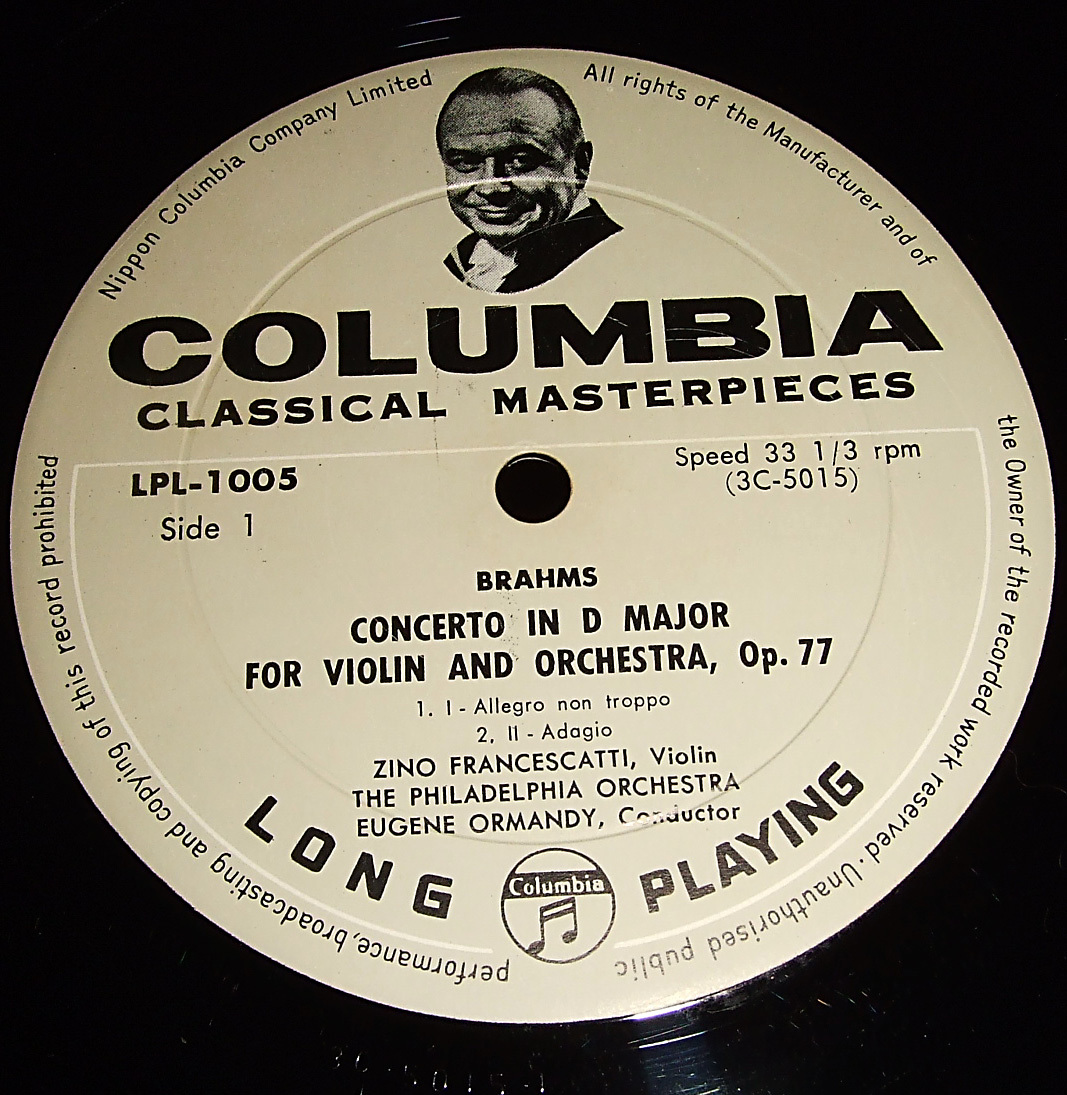 Nippon Columbia Company Limited
All rights of the Manufacturer and of the Owner of the recorded work reserved · Unauthorised public performance, broadcasting and copying of this record prohibited
COLUMBIA
CLASSICAL MASTERPIECES
LPL-1005
Speed 33 1/3 rpm
(3C-5015)
Side 1
BRAHMS
CONCERTO IN D MAJOR
FOR VIOLIN AND ORCHESTRA, Op. 77
1. I - Allegro non troppo
2. II - Adagio
ZINO FRANCESCATTI, Violin
THE PHILADELPHIA ORCHESTRA
EUGENE ORMANDY, Conductor
LONG PLAYING
Columbia